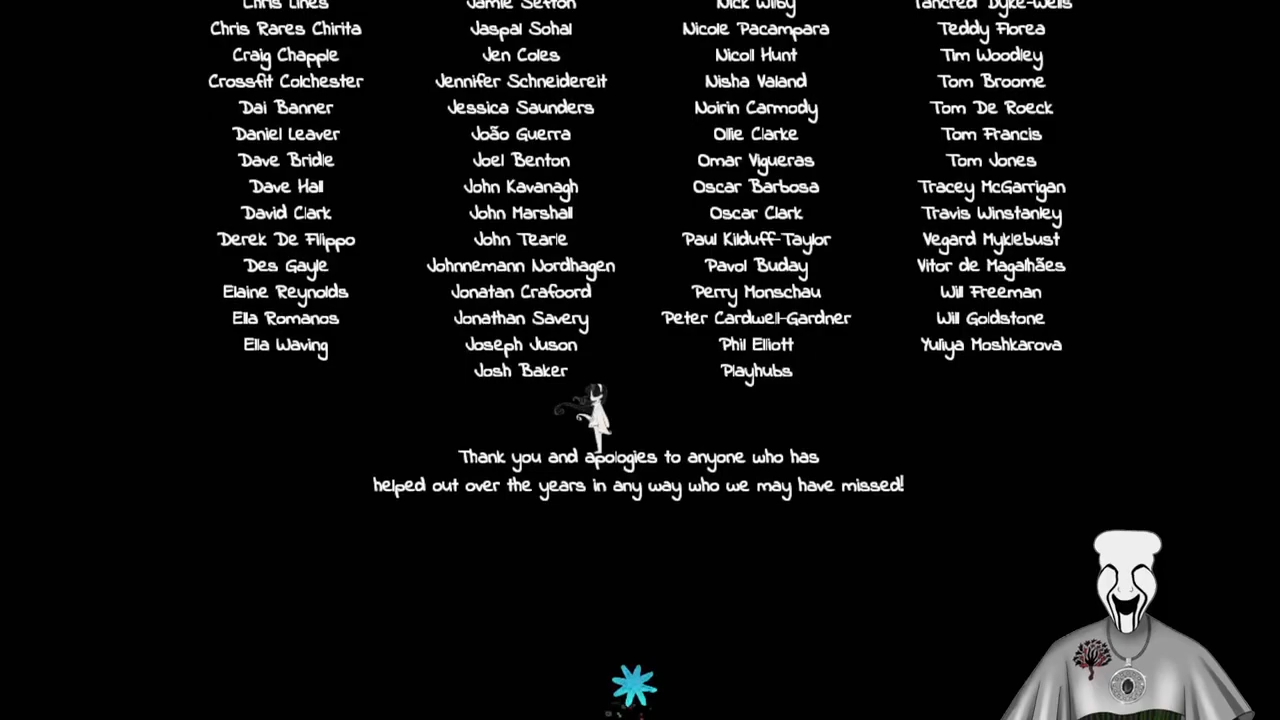 Chris Lines
Chris Rares Chirita
Craig Chapple
Crossfit Colchester
Dai Banner
Daniel Leaver
Dave Bridle
Dave Hall
David Clark
Derek De Filippo
Des Gayle
Elaine Reynolds
Ella Romanos
Ella Waving
Jamie Sefton
Jaspal Sohal
Jen Coles
Jennifer Schneidereit
Jessica Saunders
João Guerra
Joel Benton
John Kavanagh
John Marshall
John Tearle
Johnnemann Nordhagen
Jonatan Crafoord
Jonathan Savery
Joseph Juson
Josh Baker
Nick Wilby
Nicole Pacampara
Nicoll Hunt
Nisha Valand
Noirin Carmody
Ollie Clarke
Omar Vigueras
Oscar Barbosa
Oscar Clark
Paul Kilduff-Taylor
Pavol Buday
Perry Monschau
Peter Cardwell-Gardner
Phil Elliott
Playhubs
Tancred Dyke-Wells
Teddy Florea
Tim Woodley
Tom Broome
Tom De Roeck
Tom Francis
Tom Jones
Tracey McGarrigan
Travis Winstanley
Vegard Myklebust
Vitor de Magalhães
Will Freeman
Will Goldstone
Yuliya Moshkarova
Thank you and apologies to anyone who has
helped out over the years in any way who we may have missed!